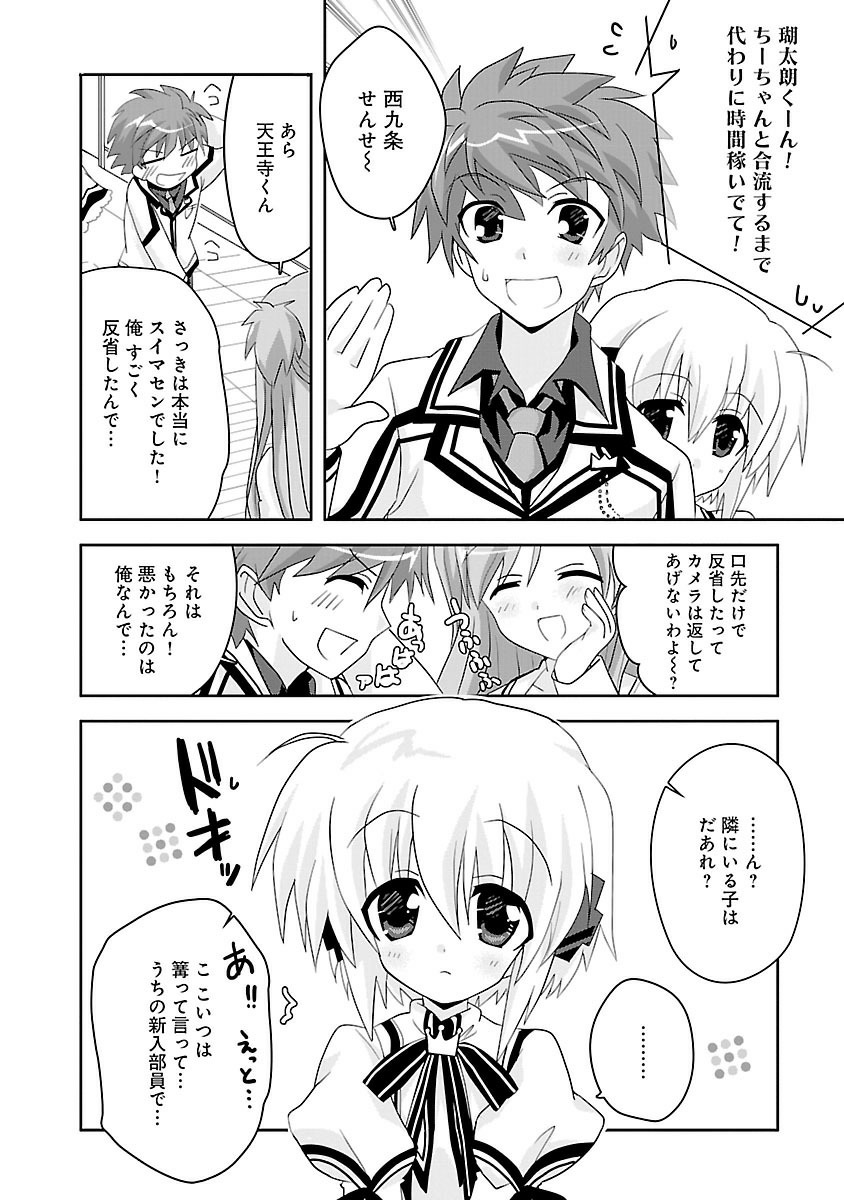 瑚太朗くーん！
ちーちゃんと合流するまで
代わりに時間稼いでて！
西九条
せんせ～
あら
天王寺くん
さっきは本当に
スイマセンでした！
俺 すごく
反省したんで…
口先だけで
反省したって
カメラは返して
あげないわよ～？
うふふふ
あっはァはは
それは
もちろん！
悪かったのは
俺なんで…
……ん？
隣にいる子は
だあれ？
………
ドキッ
あ!!
えっと…
こ こいつは
篝って言って…
うちの新入部員で…